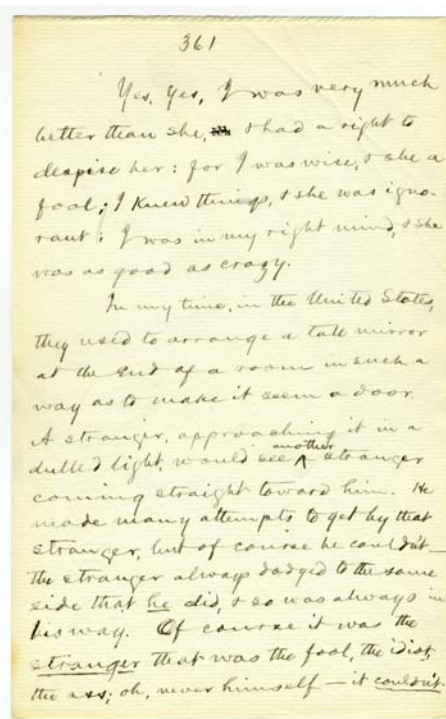 361
Yes, yes, I was very much
better than she, & had a right to
despise her: for I was wise, & she a
fool; I knew things, & she was igno-
rant; I was in my right mind, & she
was as good as crazy.
In my time, in the United States,
they used to arrange a tall mirror
at the end of a room in such a
way as to make it seem a door.
A stranger, approaching it in a
dulled light, would see another stranger
coming straight toward him. He
made many attempts to get by that
stranger, but of course he couldn't—
the stranger always dodged to the same
side that he did, & so was always in
his way. Of course it was the
stranger that was the fool, the idiot,
the ass; oh, never himself — it couldn't